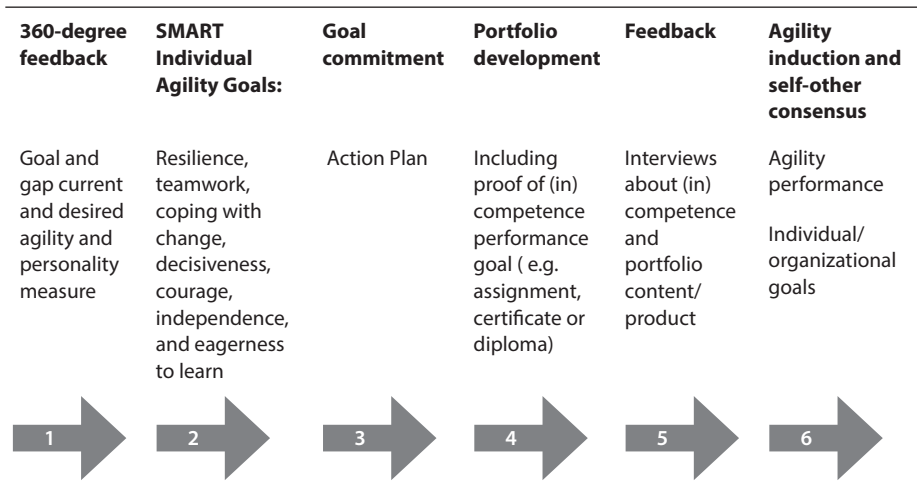 360-degree
feedback
SMART
Individual
Agility Goals:
Goal
commitment
Portfolio
development
Feedback
Agility
induction and
self-other
consensus
Goal and
gap current
and desired
agility and
personality
measure
Resilience,
teamwork,
coping with
change,
decisiveness,
courage,
independence,
and eagerness
to learn
Action Plan
Including
proof of (in)
competence
performance
goal ( e.g.
assignment,
certificate or
diploma)
Interviews
about (in)
competence
and
portfolio
content/
product
Agility
performance
Individual/
organizational
goals
1
2
3
4
5
6